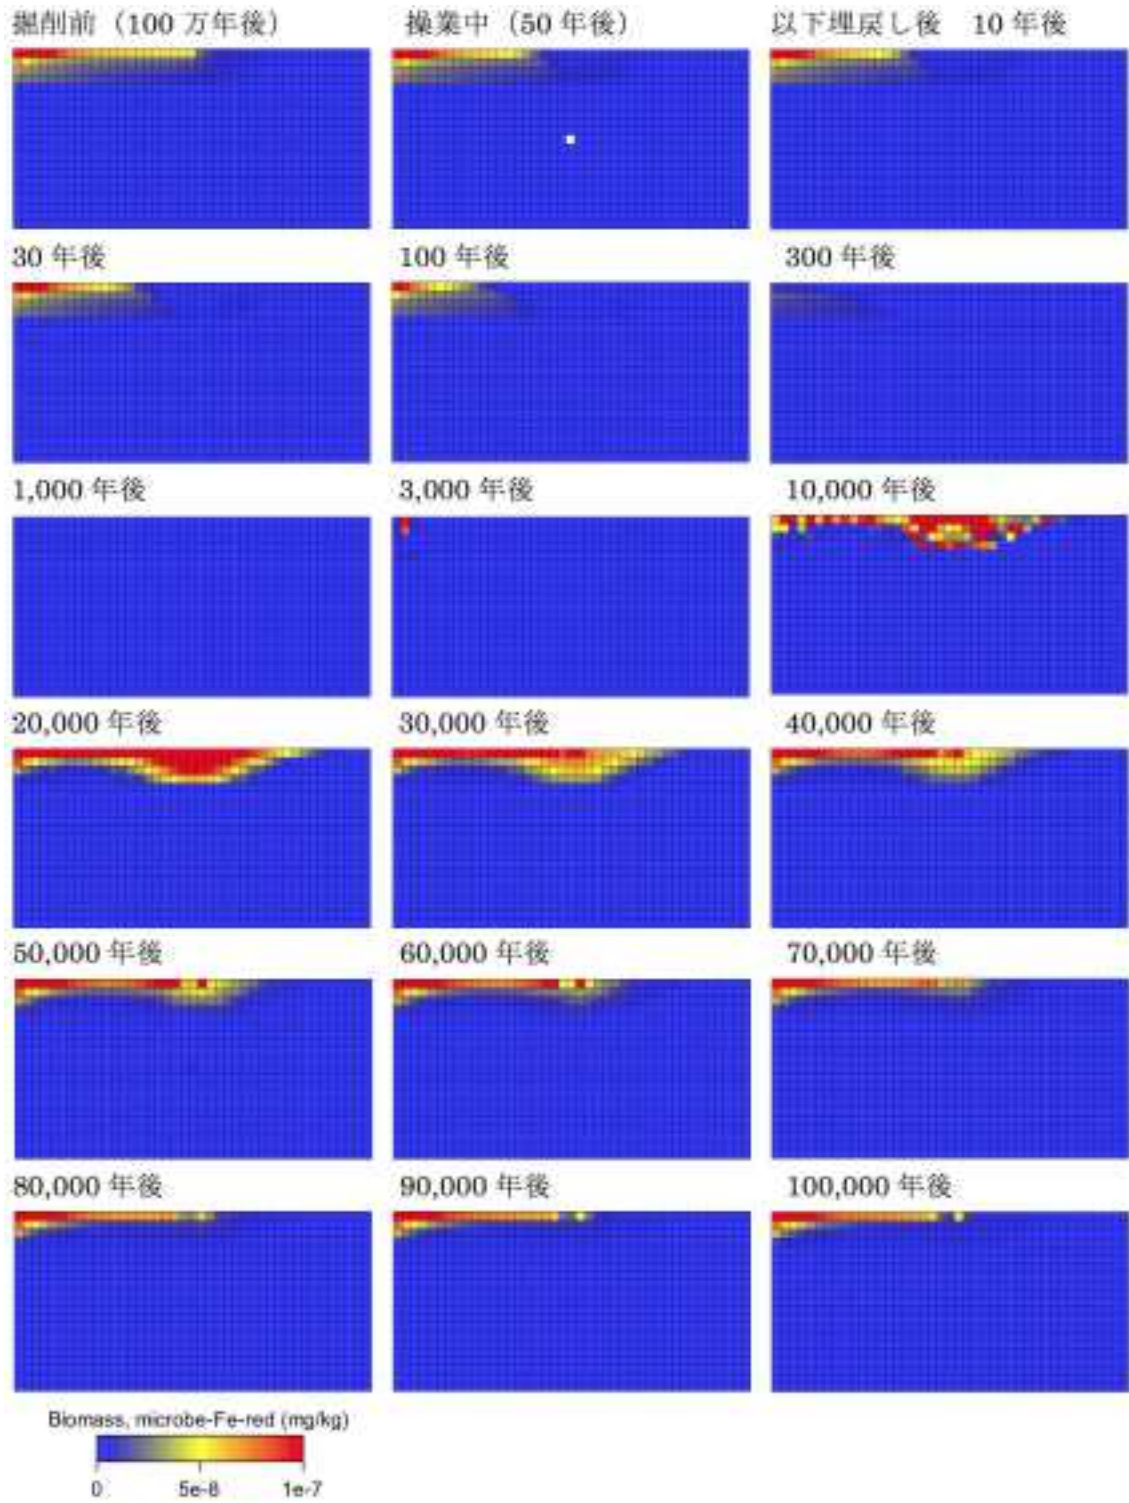 掘削前（100 万年後）
操業中（50 年後）
以下埋戻し後　10 年後
30 年後
100 年後
300 年後
1,000 年後
3,000 年後
10,000 年後
20,000 年後
30,000 年後
40,000 年後
50,000 年後
60,000 年後
70,000 年後
80,000 年後
90,000 年後
100,000 年後
Biomass, microbe-Fe-red (mg/kg)
0 5e-8 1e-7